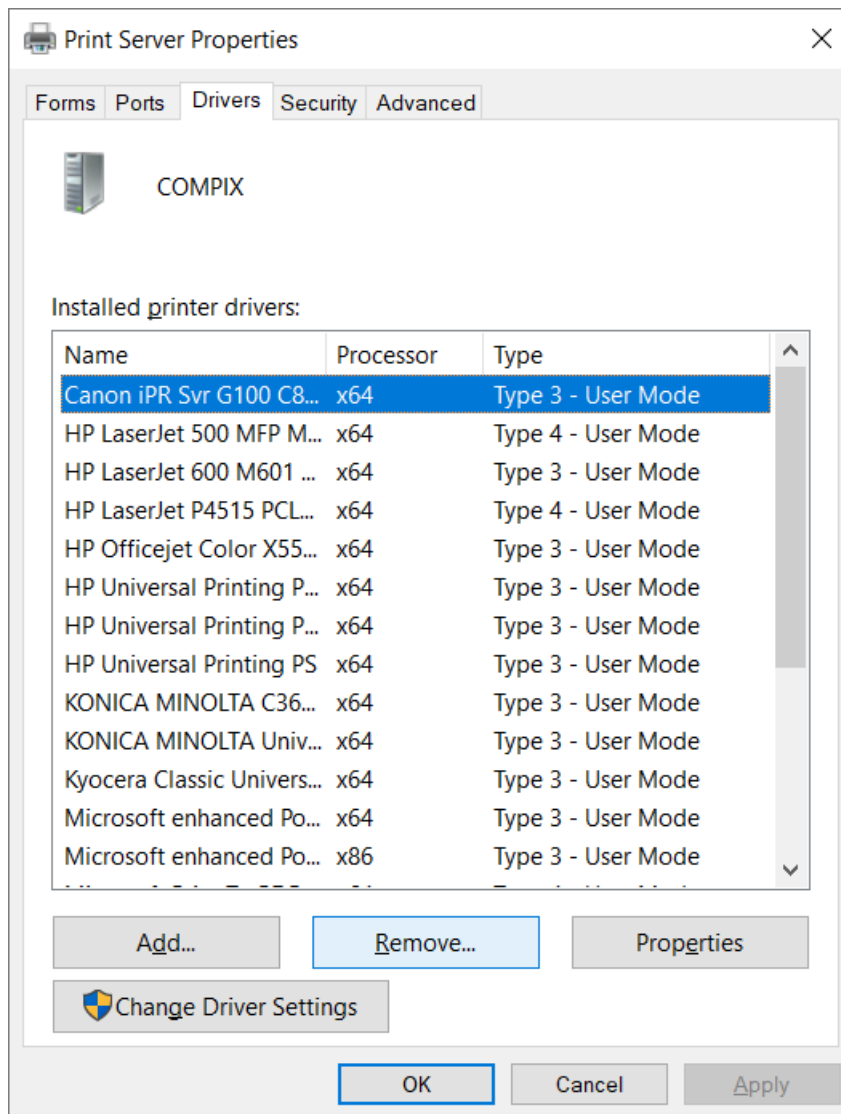 Print Server Properties
Forms Ports Drivers Security Advanced
COMPIX
Installed printer drivers:
Name Processor Type
Canon iPR Svr G100 C8... x64 Type 3 - User Mode
HP LaserJet 500 MFP M... x64 Type 4 - User Mode
HP LaserJet 600 M601 ... x64 Type 3 - User Mode
HP LaserJet P4515 PCL... x64 Type 4 - User Mode
HP Officejet Color X55... x64 Type 3 - User Mode
HP Universal Printing P... x64 Type 3 - User Mode
HP Universal Printing P... x64 Type 3 - User Mode
HP Universal Printing PS x64 Type 3 - User Mode
KONICA MINOLTA C36... x64 Type 3 - User Mode
KONICA MINOLTA Univ... x64 Type 3 - User Mode
Kyocera Classic Univers... x64 Type 3 - User Mode
Microsoft enhanced Po... x64 Type 3 - User Mode
Microsoft enhanced Po... x86 Type 3 - User Mode
Add... Remove... Properties
Change Driver Settings
OK Cancel Apply